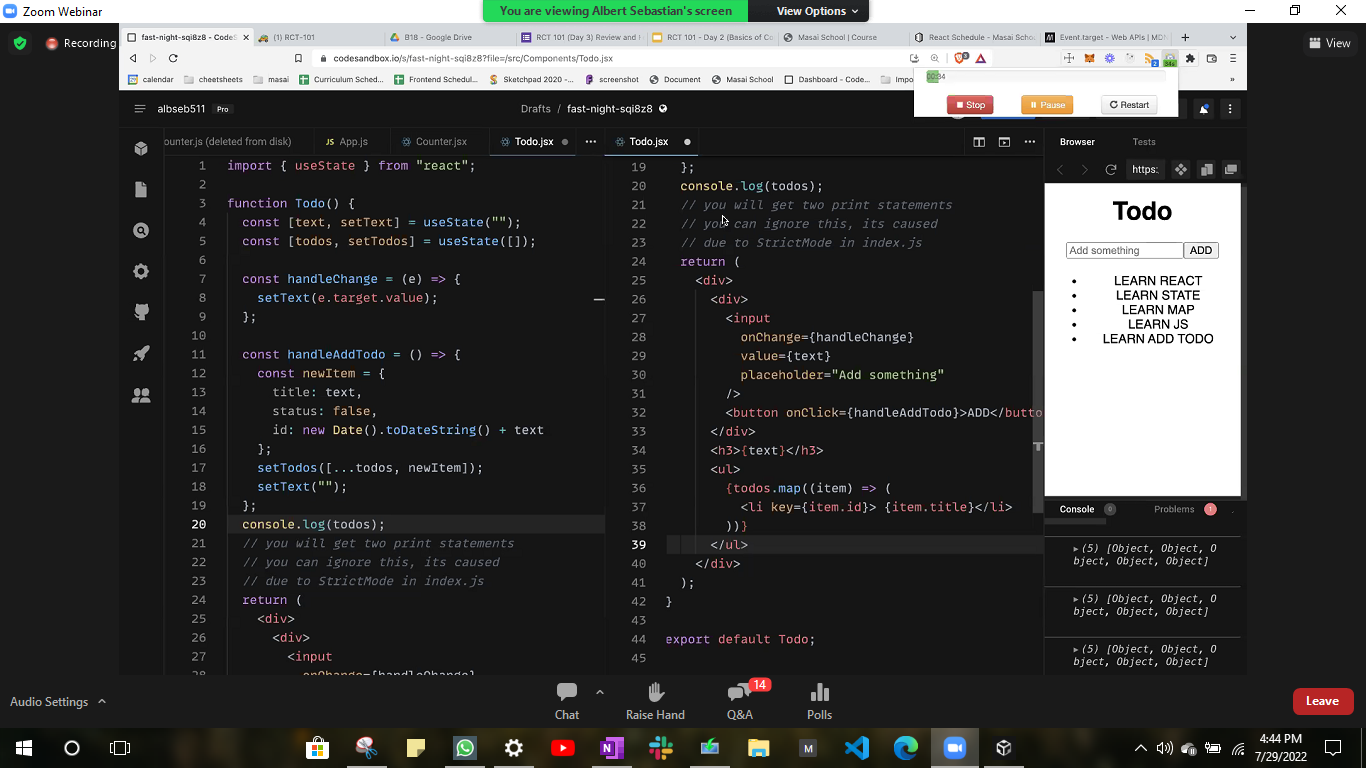 Zoom Webinar
You are viewing Albert Sebastian's screen
View Options
Recording
View
fast-night-sqi8z8 - CodeS
(1) RCT-101
B18 - Google Drive
RCT 101 (Day 3) Review and H
RCT 101 - Day 2 (Basics of Co
Masai School | Course
React Schedule - Masai Schoo
Event.target - Web APIs | MDN
codesandbox.io/s/fast-night-sqi8z8?file=/src/Components/Todo.jsx
calendar
cheetsheets
masai
Curriculum Sched...
Frontend Schedul...
Sketchpad 2020 -...
screenshot
Document
Masai School
Dashboard - Code...
Impo
00:34
Stop
Pause
Restart
albseb511
Pro
Drafts / fast-night-sqi8z8
ounter.js (deleted from disk)
JS App.js
Counter.jsx
Todo.jsx
Todo.jsx
1 import { useState } from "react";
2
3 function Todo() {
4 const [text, setText] = useState("");
5 const [todos, setTodos] = useState([]);
6
7 const handleChange = (e) => {
8 setText(e.target.value);
9 };
10
11 const handleAddTodo = () => {
12 const newItem = {
13 title: text,
14 status: false,
15 id: new Date().toDateString() + text
16 };
17 setTodos([...todos, newItem]);
18 setText("");
19 };
20 console.log(todos);
21 // you will get two print statements
22 // you can ignore this, its caused
23 // due to StrictMode in index.js
24 return (
25 <div>
26 <div>
27 <input
28 onChange={handleChange}
19 };
20 console.log(todos);
21 // you will get two print statements
22 // you can ignore this, its caused
23 // due to StrictMode in index.js
24 return (
25 <div>
26 <div>
27 <input
28 onChange={handleChange}
29 value={text}
30 placeholder="Add something"
31 />
32 <button onClick={handleAddTodo}>ADD</butto
33 </div>
34 <h3>{text}</h3>
35 <ul>
36 {todos.map((item) => (
37 <li key={item.id}> {item.title}</li>
38 ))}
39 </ul>
40 </div>
41 );
42 }
43
44 export default Todo;
45
Browser
Tests
https:
Todo
Add something
ADD
• LEARN REACT
• LEARN STATE
• LEARN MAP
• LEARN JS
• LEARN ADD TODO
Console 0
Problems 1
▸(5) [Object, Object, O
bject, Object, Object]
▸(5) [Object, Object, O
bject, Object, Object]
▸(5) [Object, Object, O
bject, Object, Object]
Audio Settings
Chat
Raise Hand
14
Q&A
Polls
Leave
4:44 PM
7/29/2022